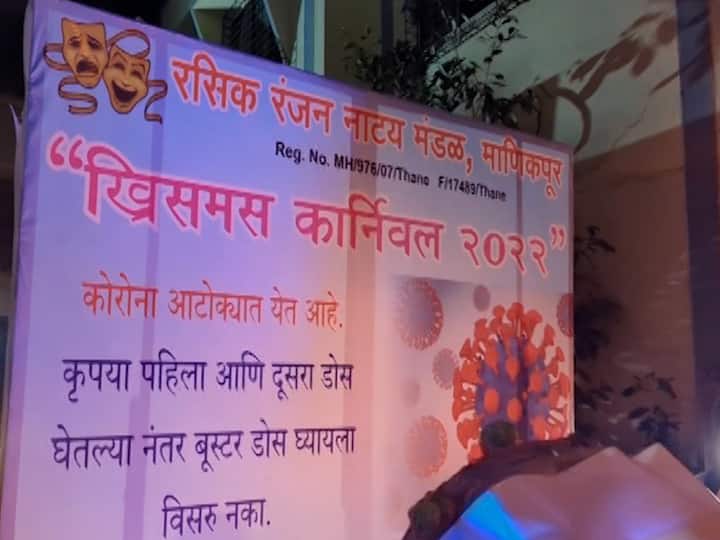 रसिक रंजन नाट्य मंडळ, माणिकपूर
Reg. No. MH/976/07/Thane F/17489/Thane
“ख्रिसमस कार्निवल २०२२”
कोरोना आटोक्यात येत आहे.
कृपया पहिला आणि दूसरा डोस
घेतल्या नंतर बूस्टर डोस घ्यायला
विसरु नका.